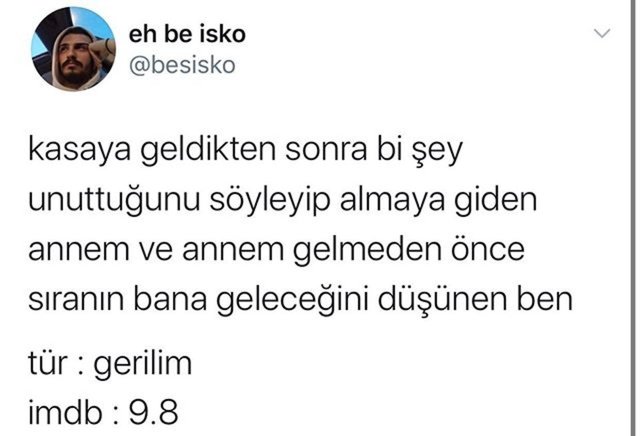 eh be isko
@besisko
kasaya geldikten sonra bi şey
unuttuğunu söyleyip almaya giden
annem ve annem gelmeden önce
sıranın bana geleceğini düşünen ben
tür : gerilim
imdb : 9.8